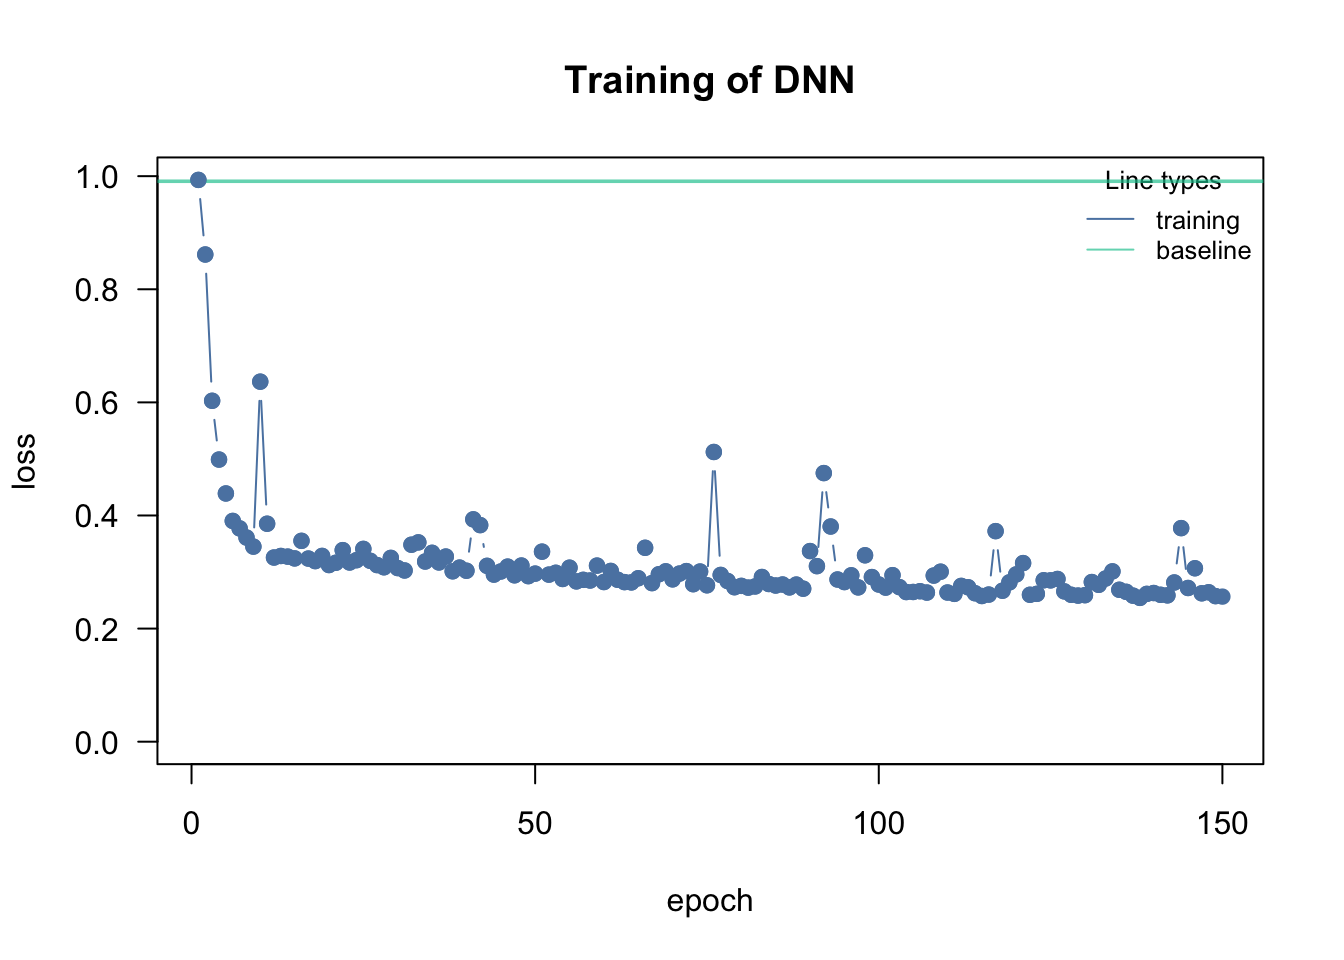 Training of DNN
1.0
0.8
0.6
0.4
0.2
0.0
loss
Line types
training
baseline
0 50 100 150
epoch